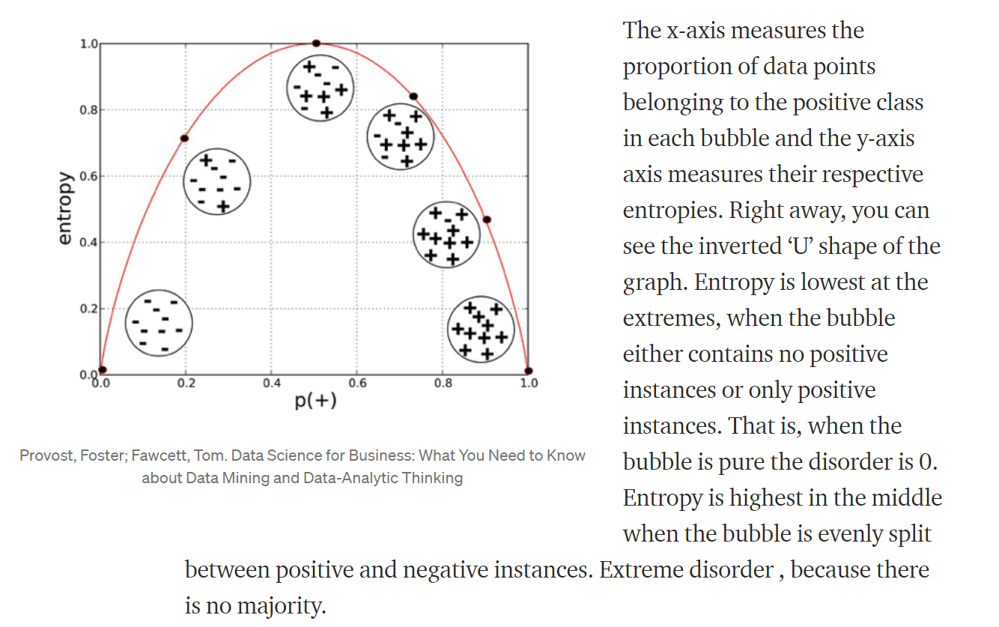 1.0
0.8
0.6
0.4
0.2
0.0
entropy
0.0 0.2 0.4 0.6 0.8 1.0
p(+)
Provost, Foster; Fawcett, Tom. Data Science for Business: What You Need to Know
about Data Mining and Data-Analytic Thinking
The x-axis measures the
proportion of data points
belonging to the positive class
in each bubble and the y-axis
axis measures their respective
entropies. Right away, you can
see the inverted ‘U’ shape of the
graph. Entropy is lowest at the
extremes, when the bubble
either contains no positive
instances or only positive
instances. That is, when the
bubble is pure the disorder is 0.
Entropy is highest in the middle
when the bubble is evenly split
between positive and negative instances. Extreme disorder , because there
is no majority.